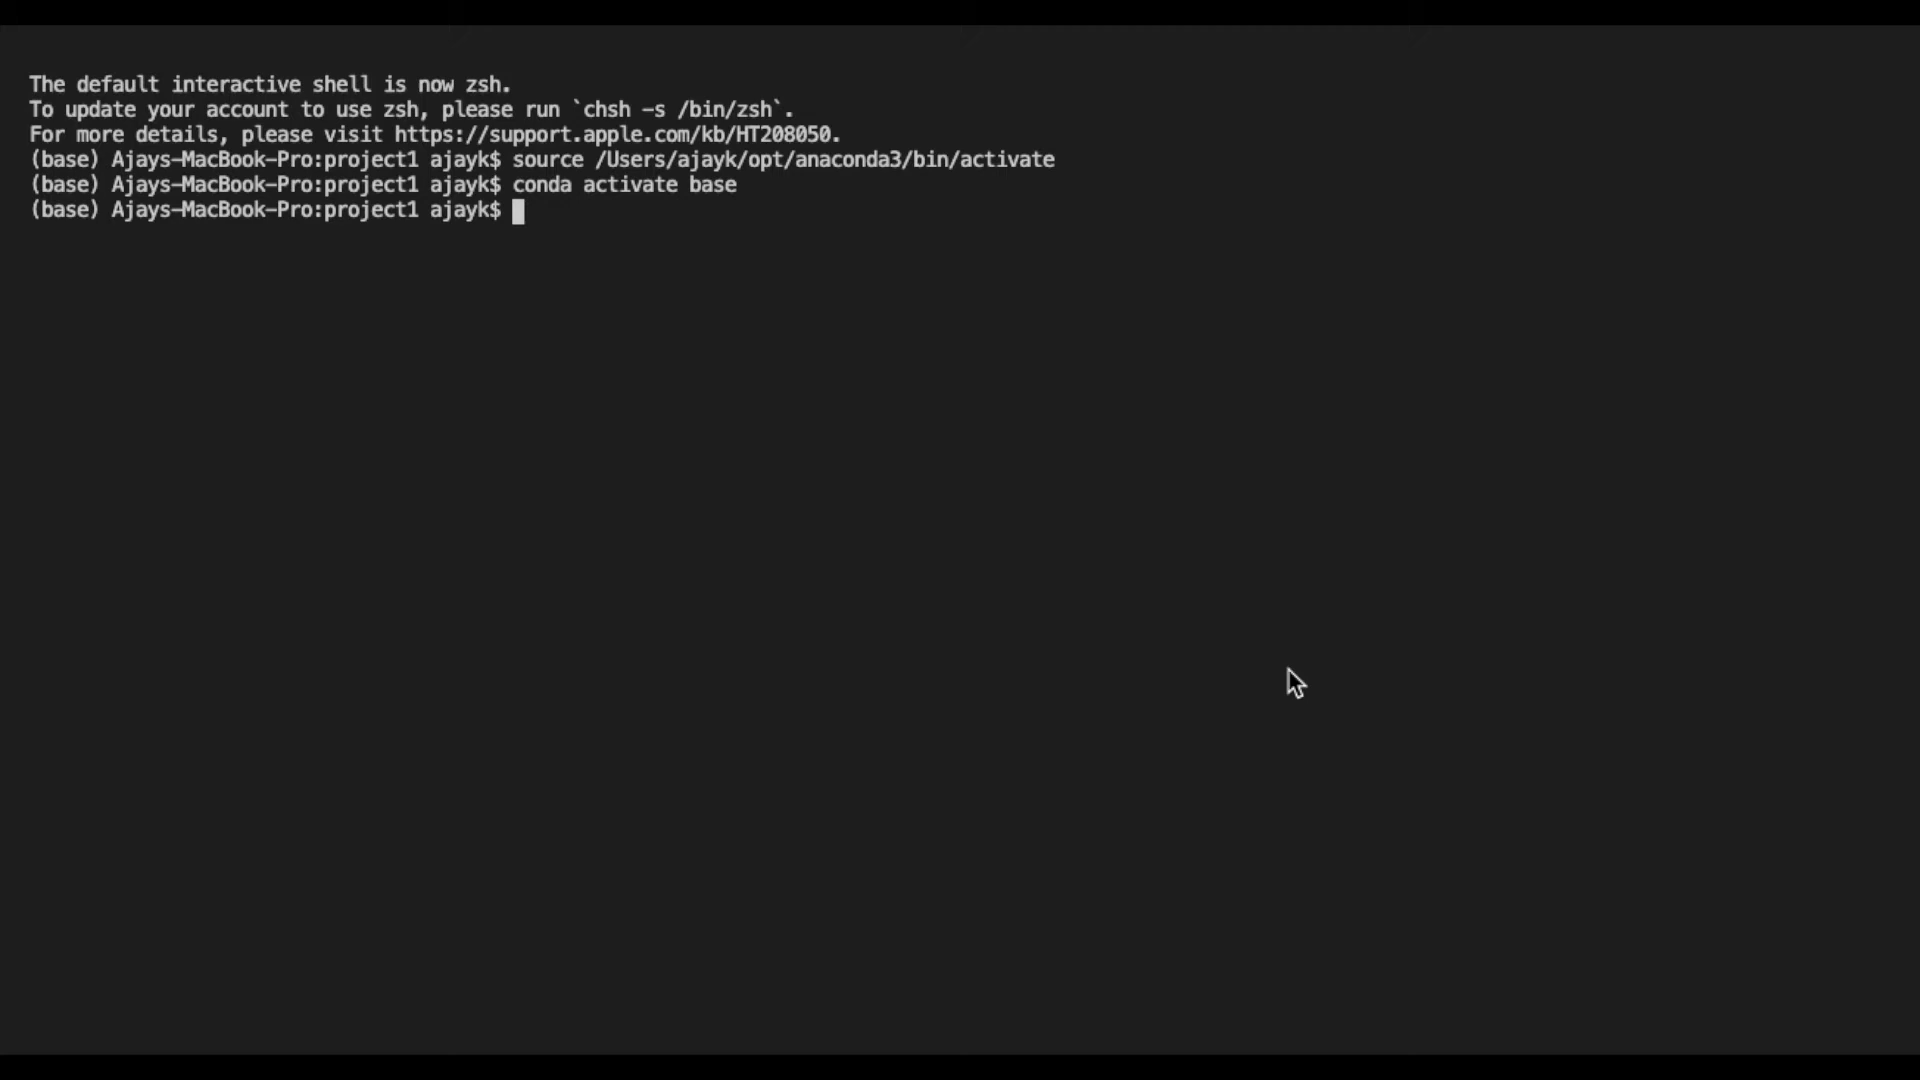 The default interactive shell is now zsh.
To update your account to use zsh, please run `chsh -s /bin/zsh`.
For more details, please visit https://support.apple.com/kb/HT208050.
(base) Ajays-MacBook-Pro:project1 ajayk$ source /Users/ajayk/opt/anaconda3/bin/activate
(base) Ajays-MacBook-Pro:project1 ajayk$ conda activate base
(base) Ajays-MacBook-Pro:project1 ajayk$